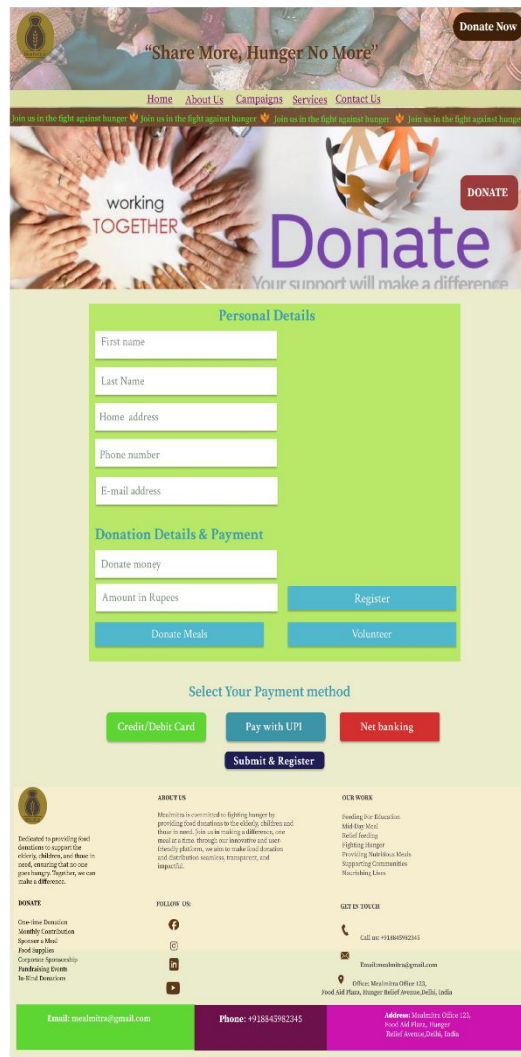 Donate Now
“Share More, Hunger No More”
Home About Us Campaigns Services Contact Us
Join us in the fight against hunger Join us in the fight against hunger Join us in the fight against hunger Join us in the fight against hunger
working
TOGETHER
DONATE
Donate
Your support will make a difference
Personal Details
First name
Last Name
Home address
Phone number
E-mail address
Donation Details & Payment
Donate money
Amount in Rupees
Register
Donate Meals
Volunteer
Select Your Payment method
Credit/Debit Card
Pay with UPI
Net banking
Submit & Register
Dedicated to providing food
donations to support the
elderly, children, and those in
need, ensuring that no one
goes hungry. Together, we can
make a difference.
ABOUT US
Mealmitra is committed to fighting hunger by
providing food donations to the elderly, children and
those in need. Join us in making a difference, one
meal at a time. through our innovative and user-
friendly platform, we aim to make food donation
and distribution seamless, transparent, and
impactful.
OUR WORK
Feeding For Education
Mid-Day Meal
Relief feeding
Fighting Hunger
Providing Nutritious Meals
Supporting Communities
Nourishing Lives
DONATE
One-time Donation
Monthly Contribution
Sponsor a Meal
Food Supplies
Corporate Sponsorship
Fundraising Events
In-Kind Donations
FOLLOW US:
GET IN TOUCH
Call us: +918845982345
Email:mealmitra@gmail.com
Office: Mealmitra Office 123,
Food Aid Plaza, Hunger Relief Avenue,Delhi, India
Email: mealmitra@gmail.com
Phone: +918845982345
Address: Mealmitra Office 123,
Food Aid Plaza, Hunger
Relief Avenue,Delhi, India